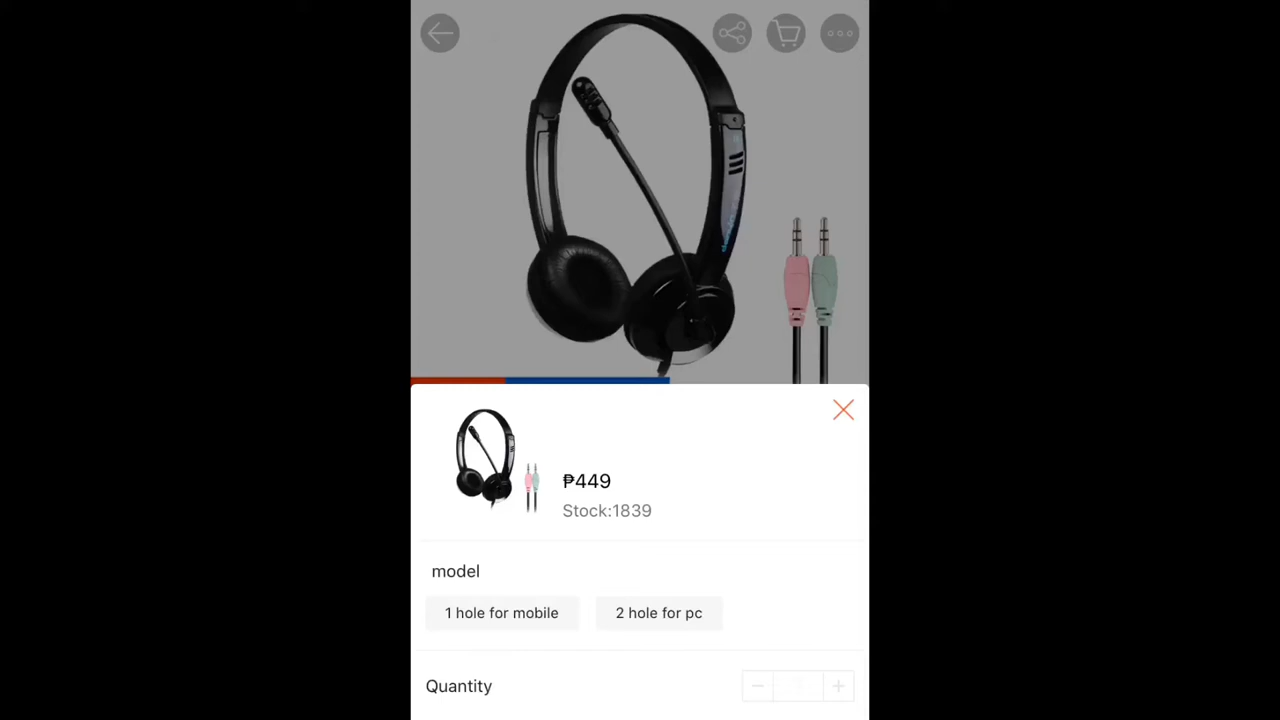 ₱449
Stock:1839
model
1 hole for mobile
2 hole for pc
Quantity